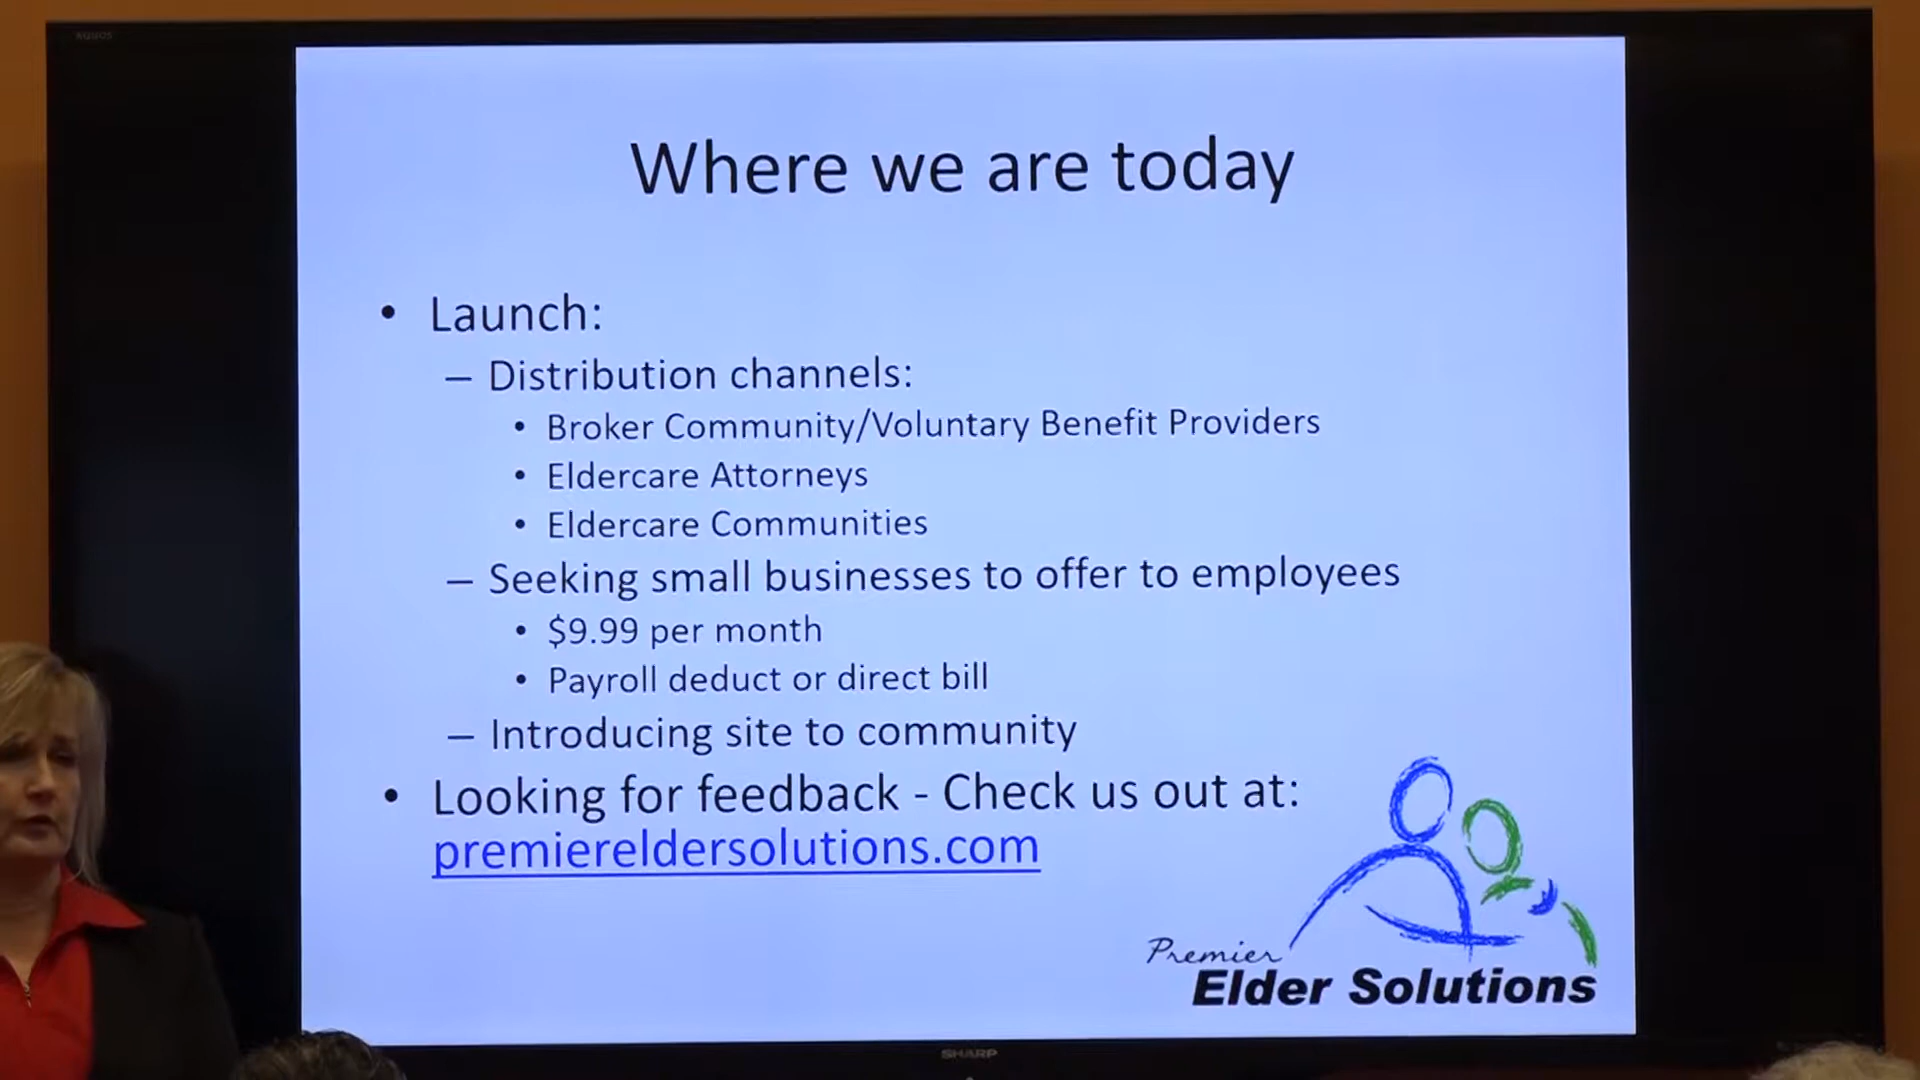 AQUOS
Where we are today
• Launch:
– Distribution channels:
• Broker Community/Voluntary Benefit Providers
• Eldercare Attorneys
• Eldercare Communities
– Seeking small businesses to offer to employees
• $9.99 per month
• Payroll deduct or direct bill
– Introducing site to community
• Looking for feedback - Check us out at:
premiereldersolutions.com
Premier
Elder Solutions
SHARP